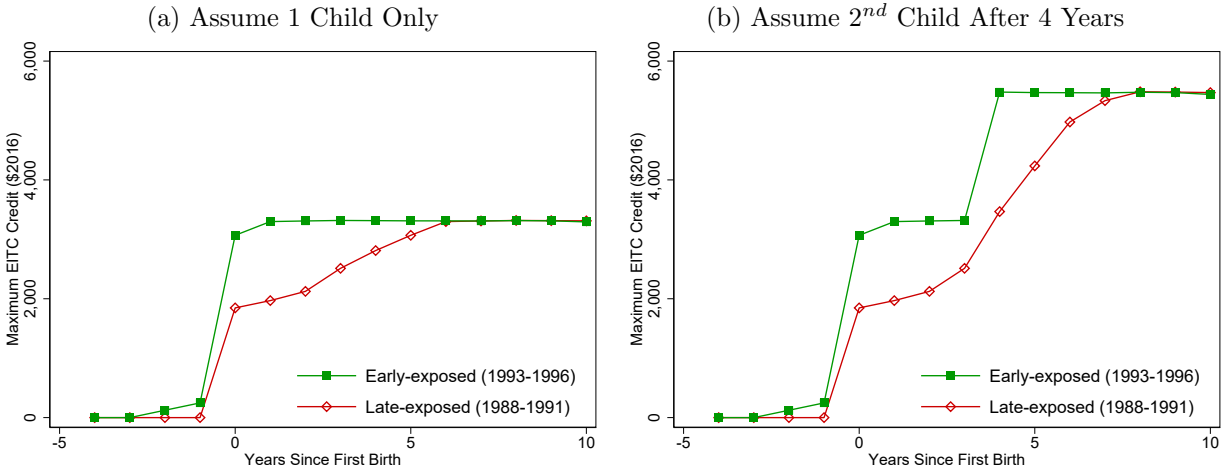 (a) Assume 1 Child Only
Maximum EITC Credit ($2016)
6,000
4,000
2,000
0
Early-exposed (1993-1996)
Late-exposed (1988-1991)
-5 0 5 10
Years Since First Birth
(b) Assume 2nd Child After 4 Years
Maximum EITC Credit ($2016)
6,000
4,000
2,000
0
Early-exposed (1993-1996)
Late-exposed (1988-1991)
-5 0 5 10
Years Since First Birth